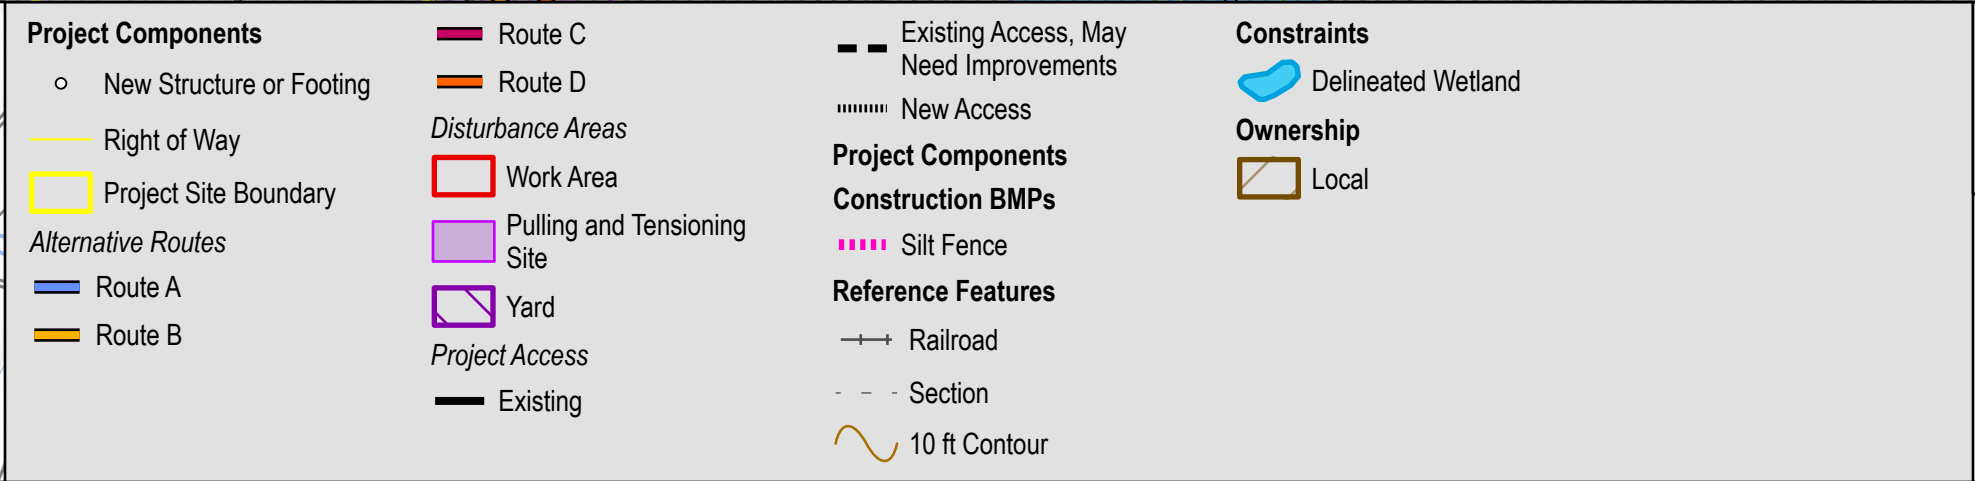 Project Components
New Structure or Footing
Right of Way
Project Site Boundary
Alternative Routes
Route A
Route B
Route C
Route D
Disturbance Areas
Work Area
Pulling and Tensioning
Site
Yard
Project Access
Existing
Existing Access, May
Need Improvements
New Access
Project Components
Construction BMPs
Silt Fence
Reference Features
Railroad
Section
10 ft Contour
Constraints
Delineated Wetland
Ownership
Local